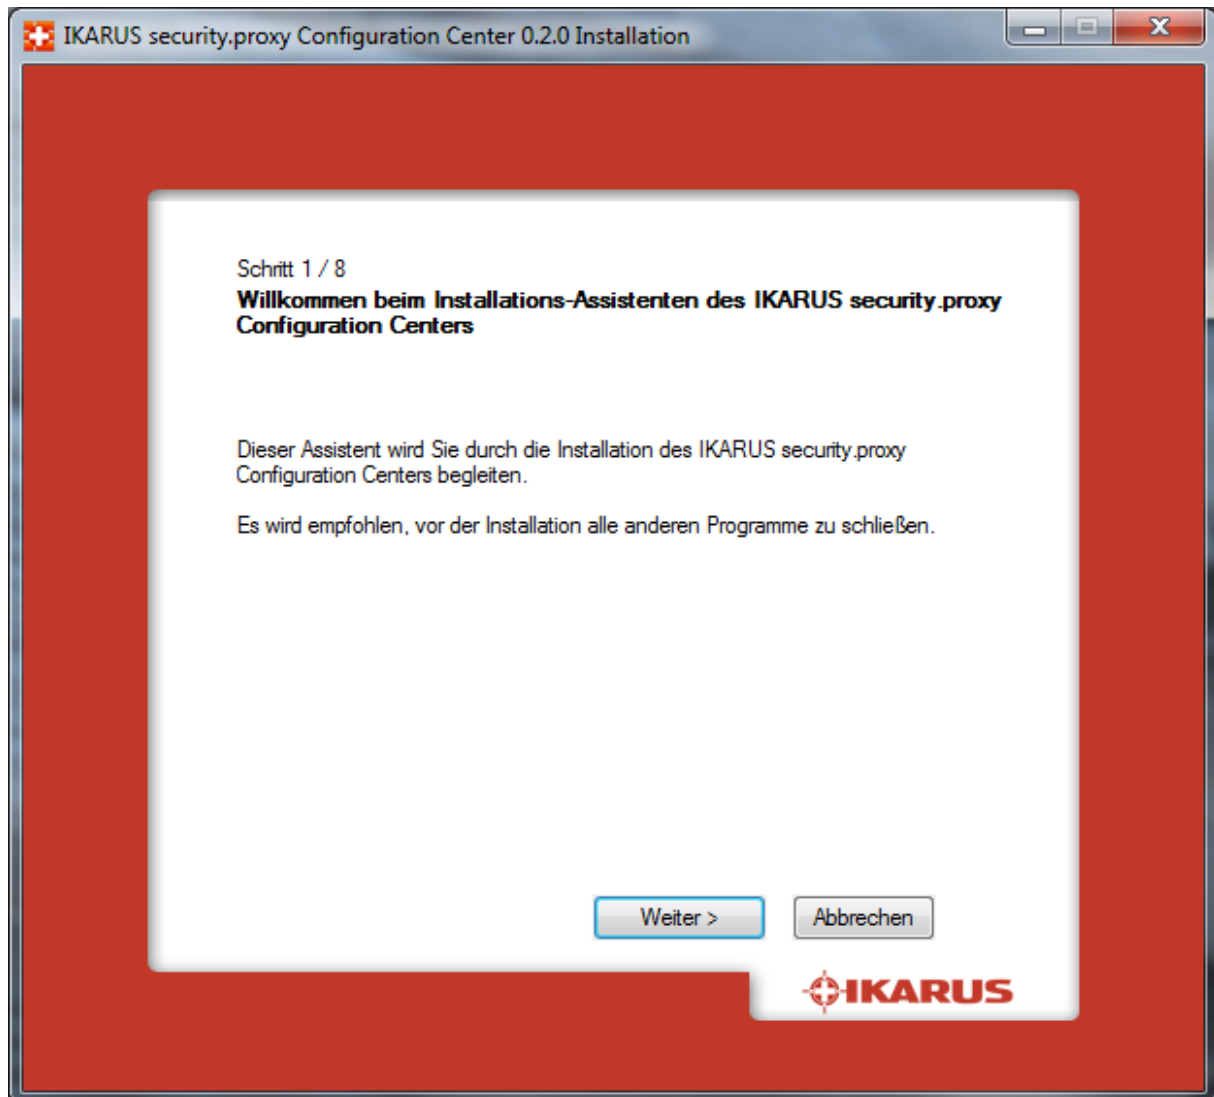 IKARUS security.proxy Configuration Center 0.2.0 Installation
Schritt 1 / 8
Willkommen beim Installations-Assistenten des IKARUS security.proxy
Configuration Centers
Dieser Assistent wird Sie durch die Installation des IKARUS security.proxy
Configuration Centers begleiten.
Es wird empfohlen, vor der Installation alle anderen Programme zu schließen.
Weiter > Abbrechen
IKARUS